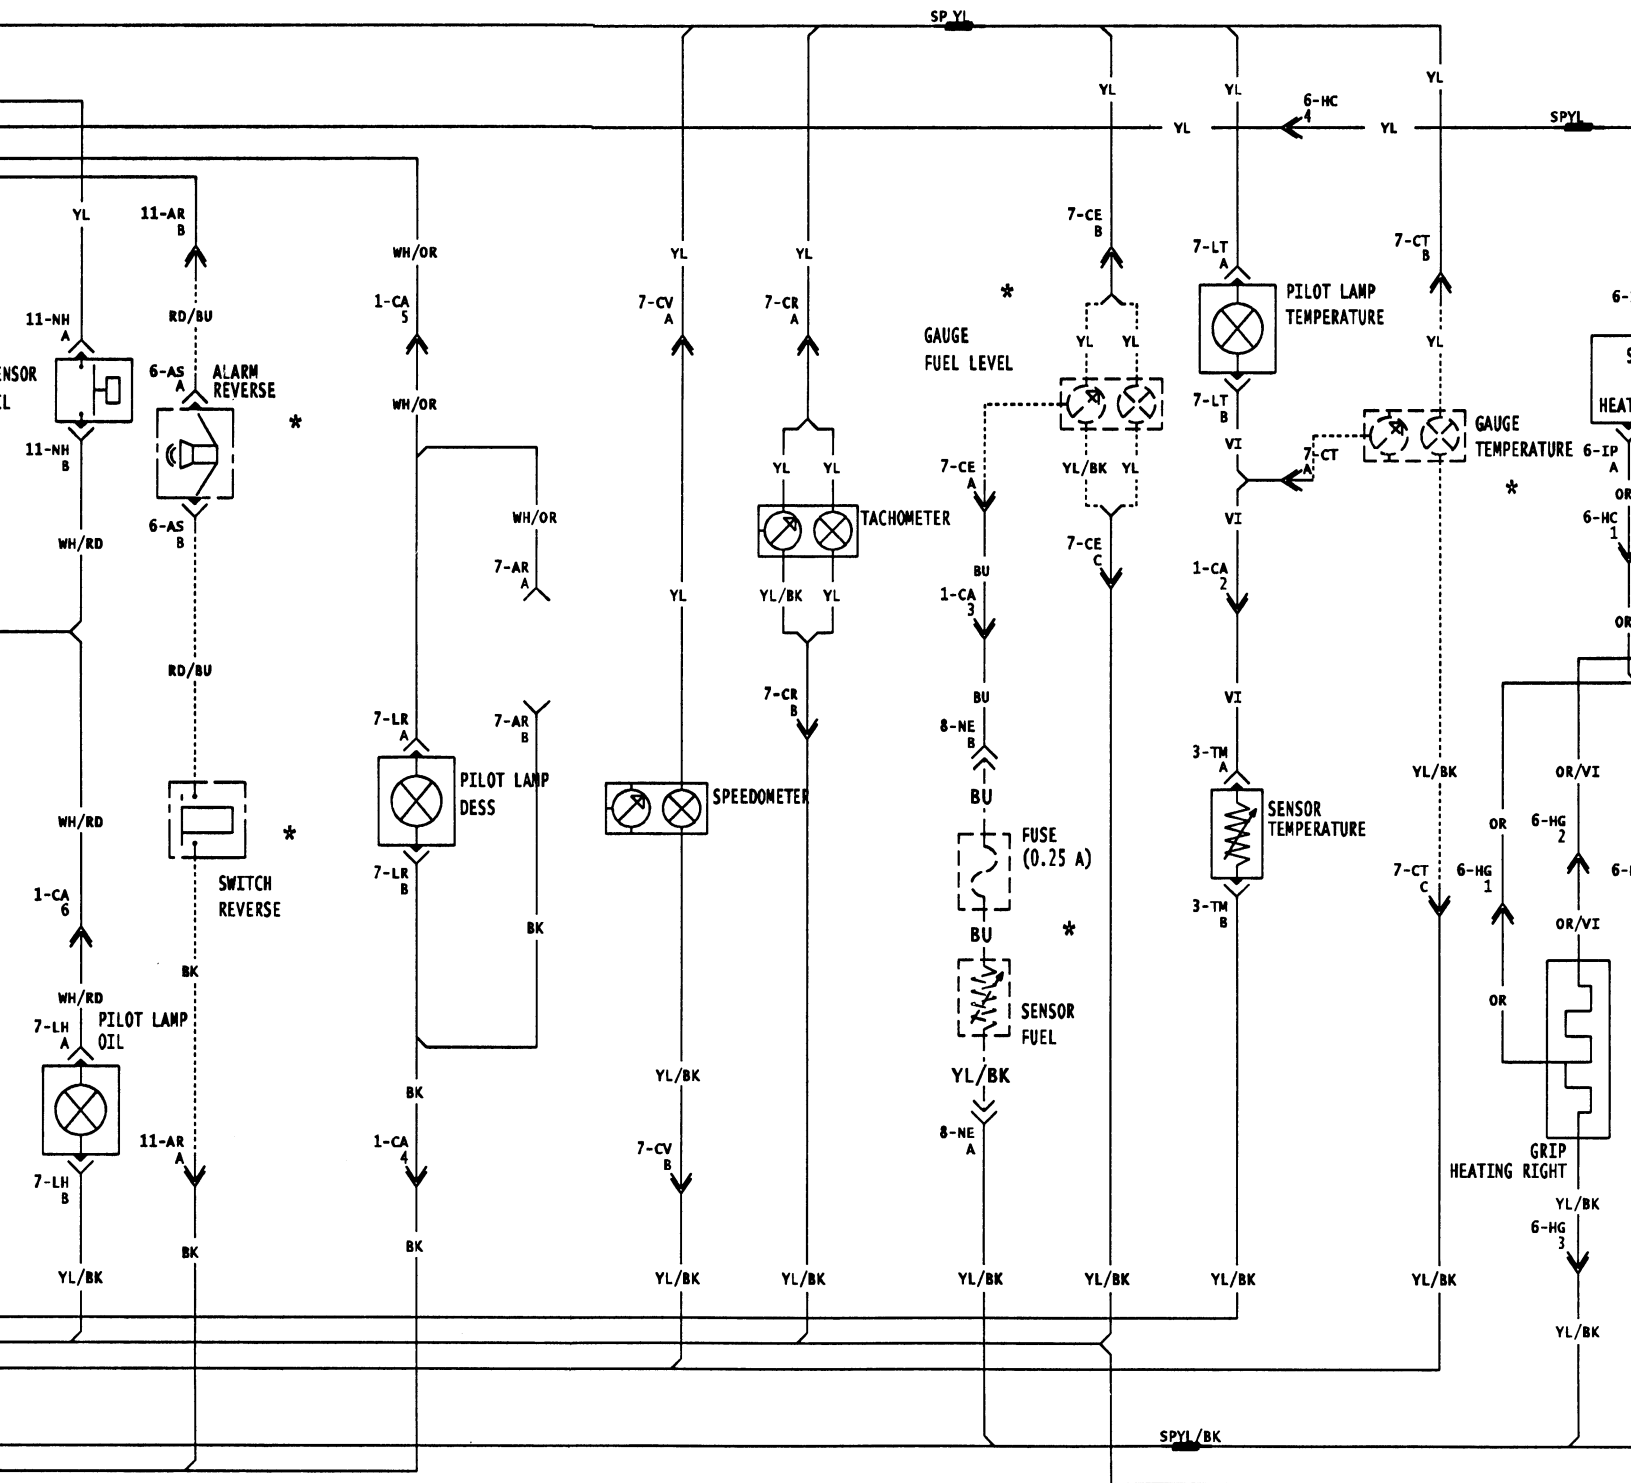 SP YL
YL
YL
YL
6-HC
4
YL
YL
SPYL
YL
11-AR
B
7-CE
B
7-LT
A
7-CT
B
WH/OR
YL
YL
1-CA
5
7-CV
A
7-CR
A
*
PILOT LAMP
TEMPERATURE
RD/BU
11-NH
A
GAUGE
FUEL LEVEL
YL
YL
YL
6-AS
A
ALARM
REVERSE
*
WH/OR
7-LT
B
HEAT
GAUGE
TEMPERATURE
*
11-NH
B
VI
7-CT
A
6-IP
A
YL
YL
YL/BK
YL
7-CE
A
OR
6-AS
B
WH/OR
TACHOMETER
VI
6-HC
1
WH/RD
7-CE
C
7-AR
A
BU
1-CA
2
YL
YL/BK
YL
1-CA
3
OR
RD/BU
7-CR
B
BU
VI
7-LR
A
7-AR
B
8-NE
B
3-TM
A
PILOT LAMP
DESS
SPEEDOMETER
BU
YL/BK
OR/VI
SENSOR
TEMPERATURE
WH/RD
*
FUSE
(0.25 A)
OR
6-HG
2
SWITCH
REVERSE
7-LR
B
7-CT
C
6-HG
1
1-CA
6
3-TM
B
BK
BU
*
OR/VI
BK
WH/RD
OR
7-LH
A
PILOT LAMP
OIL
SENSOR
FUEL
YL/BK
YL/BK
BK
11-AR
A
1-CA
4
7-CV
B
8-NE
A
GRIP
HEATING RIGHT
7-LH
B
YL/BK
6-HG
3
BK
BK
YL/BK
YL/BK
YL/BK
YL/BK
YL/BK
YL/BK
YL/BK
YL/BK
SPYL/BK